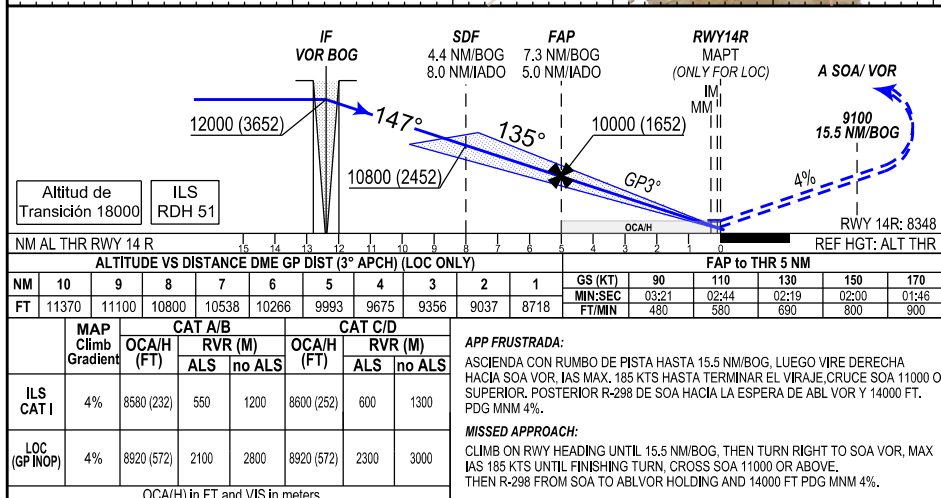 IF
VOR BOG
SDF
4.4 NM/BOG
8.0 NM/IADO
FAP
7.3 NM/BOG
5.0 NM/IADO
RWY14R
MAPT
(ONLY FOR LOC)
IM
MM
A SOA/ VOR
12000 (3652)
147°
135°
10000 (1652)
9100
15.5 NM/BOG
10800 (2452)
GP3°
4%
Altitud de
Transición 18000
ILS
RDH 51
OCA/H
RWY 14R: 8348
NM AL THR RWY 14 R
15 14 13 12 11 10 9 8 7 6 5 4 3 2 1 0
REF HGT: ALT THR
ALTITUDE VS DISTANCE DME GP DIST (3° APCH) (LOC ONLY)
NM 10 9 8 7 6 5 4 3 2 1
FT 11370 11100 10800 10538 10266 9993 9675 9356 9037 8718
FAP to THR 5 NM
GS (KT) 90 110 130 150 170
MIN:SEC 03:21 02:44 02:19 02:00 01:46
FT/MIN 480 580 690 800 900
MAP
Climb
Gradient
CAT A/B
CAT C/D
OCA/H
(FT)
RVR (M)
OCA/H
(FT)
RVR (M)
ALS no ALS
ALS no ALS
ILS
CAT I
4% 8580 (232) 550 1200 8600 (252) 600 1300
LOC
(GP INOP)
4% 8920 (572) 2100 2800 8920 (572) 2300 3000
OCA(H) in FT and VIS in meters
APP FRUSTRADA:
ASCIENDA CON RUMBO DE PISTA HASTA 15.5 NM/BOG, LUEGO VIRE DERECHA
HACIA SOA VOR, IAS MAX. 185 KTS HASTA TERMINAR EL VIRAJE,CRUCE SOA 11000 O
SUPERIOR. POSTERIOR R-298 DE SOA HACIA LA ESPERA DE ABL VOR Y 14000 FT.
PDG MNM 4%.
MISSED APPROACH:
CLIMB ON RWY HEADING UNTIL 15.5 NM/BOG, THEN TURN RIGHT TO SOA VOR, MAX
IAS 185 KTS UNTIL FINISHING TURN, CROSS SOA 11000 OR ABOVE.
THEN R-298 FROM SOA TO ABLVOR HOLDING AND 14000 FT PDG MNM 4%.